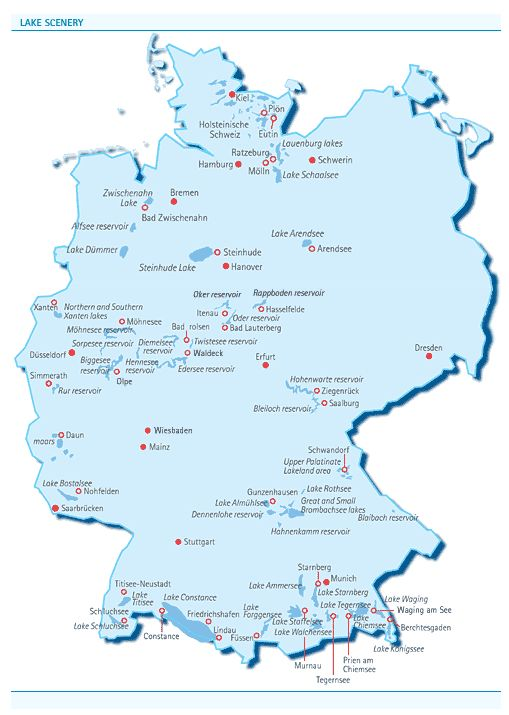 LAKE SCENERY
Kiel
Plön
Holsteinische
Schweiz
Eutin
Lauenburg lakes
Ratzeburg
Hamburg
Mölln
Schwerin
Lake Schaalsee
Zwischenahn
Lake
Bremen
Bad Zwischenahn
Alfsee reservoir
Lake Arendsee
Arendsee
Lake Dümmer
Steinhude
Steinhude Lake
Hanover
Oker reservoir
Rappboden reservoir
Xanten
Northern and Southern
Xanten lakes
Itenau
Hasselfelde
Oder reservoir
Möhnesee
Möhnesee reservoir
Bad rolsen
Bad Lauterberg
Sorpesee reservoir
Diemelsee
reservoir
Twistesee reservoir
Düsseldorf
Biggesee
reservoir
Hennesee
reservoir
Waldeck
Edersee reservoir
Erfurt
Dresden
Simmerath
Olpe
Rur reservoir
Hohenwarte reservoir
Ziegenrück
Bleiloch reservoir
Saalburg
Daun
maars
Wiesbaden
Mainz
Schwandorf
Upper Palatinate
Lakeland area
Lake Bostalsee
Nohfelden
Saarbrücken
Gunzenhausen
Lake Rothsee
Lake Almühlsee
Great and Small
Brombachsee lakes
Dennenlohe reservoir
Blaibach reservoir
Hahnenkamm reservoir
Stuttgart
Starnberg
Munich
Titisee-Neustadt
Lake
Titisee
Lake Constance
Lake Ammersee
Lake Starnberg
Lake Waging
Waging am See
Schluchsee
Lake Schluchsee
Friedrichshafen
Lake
Forggensee
Lake Tegernsee
Lake Staffelsee
Lake
Chiemsee
Berchtesgaden
Constance
Lindau
Füssen
Lake Walchensee
Lake Königssee
Murnau
Prien am
Chiemsee
Tegernsee